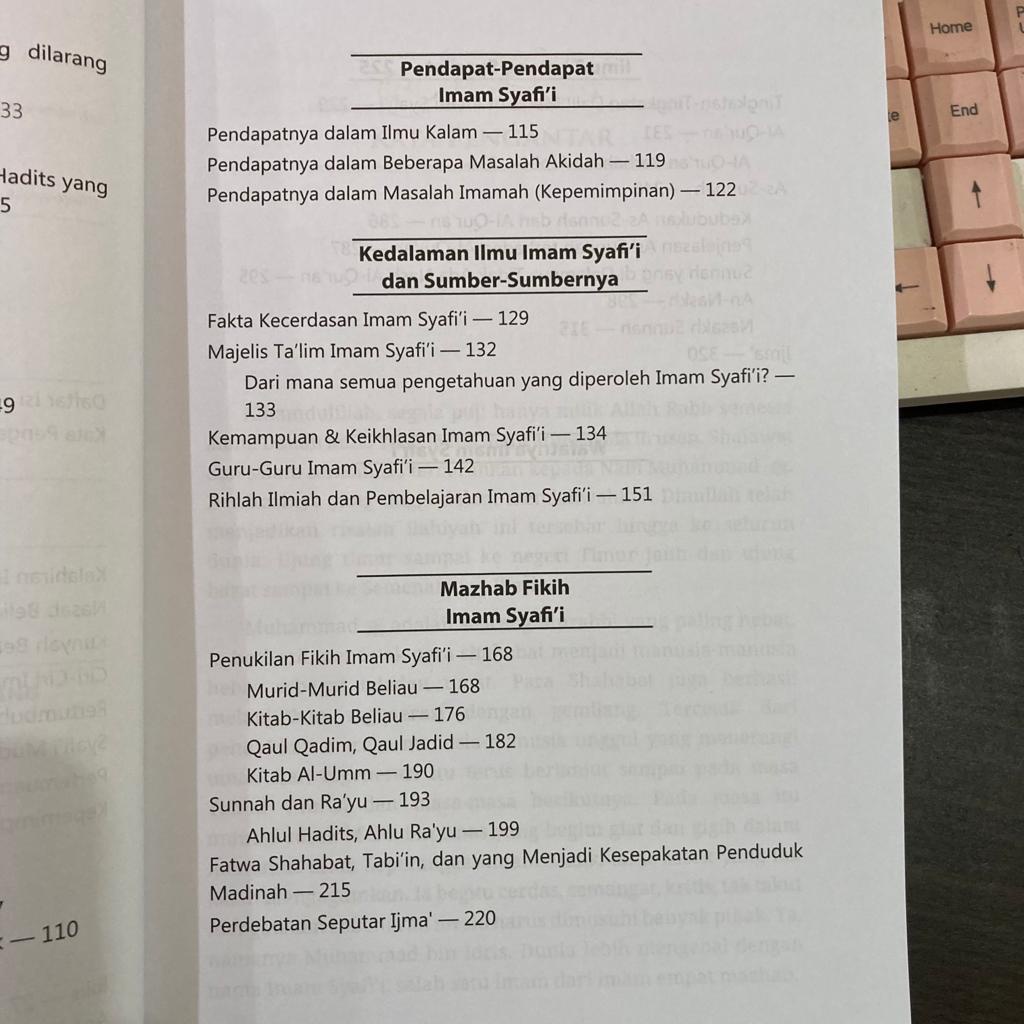 g dilarang
33
Hadits yang
5
49
— 110
Pendapat-Pendapat
Imam Syafi'i
Pendapatnya dalam Ilmu Kalam — 115
Pendapatnya dalam Beberapa Masalah Akidah — 119
Pendapatnya dalam Masalah Imamah (Kepemimpinan) — 122
Kedalaman Ilmu Imam Syafi'i
dan Sumber-Sumbernya
Fakta Kecerdasan Imam Syafi'i — 129
Majelis Ta'lim Imam Syafi'i — 132
Dari mana semua pengetahuan yang diperoleh Imam Syafi'i? —
133
Kemampuan & Keikhlasan Imam Syafi'i — 134
Guru-Guru Imam Syafi'i — 142
Rihlah Ilmiah dan Pembelajaran Imam Syafi'i — 151
Mazhab Fikih
Imam Syafi'i
Penukilan Fikih Imam Syafi'i — 168
Murid-Murid Beliau — 168
Kitab-Kitab Beliau — 176
Qaul Qadim, Qaul Jadid — 182
Kitab Al-Umm — 190
Sunnah dan Ra'yu — 193
Ahlul Hadits, Ahlu Ra'yu — 199
Fatwa Shahabat, Tabi'in, dan yang Menjadi Kesepakatan Penduduk
Madinah — 215
Perdebatan Seputar Ijma' — 220
Home
End
↑
←
↓